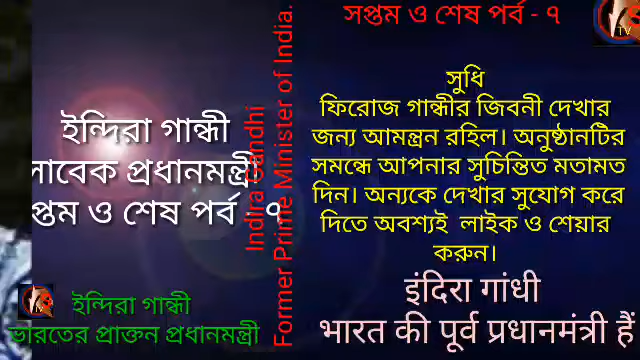 সপ্তম ও শেষ পর্ব - ৭
TV
ইন্দিরা গান্ধী
সাবেক প্রধানমন্ত্রী
প্তম ও শেষ পর্ব - ৭
Indira Gandhi
Former Prime Minister of India.
সুধি
ফিরোজ গান্ধীর জিবনী দেখার
জন্য আমন্ত্রন রহিল। অনুষ্ঠানটির
সমন্ধে আপনার সুচিন্তিত মতামত
দিন। অন্যকে দেখার সুযোগ করে
দিতে অবশ্যই লাইক ও শেয়ার
করুন।
इंदिरा गांधी
भारत की पूर्व प्रधानमंत्री हैं
ইন্দিরা গান্ধী
ভারতের প্রাক্তন প্রধানমন্ত্রী